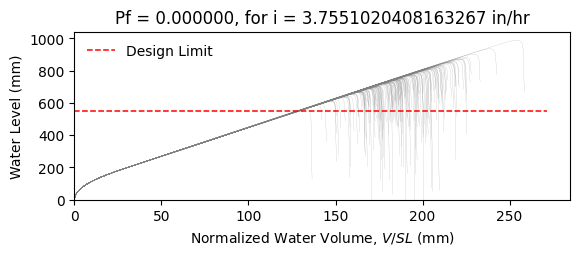 Pf = 0.000000, for i = 3.7551020408163267 in/hr
Design Limit
Water Level (mm)
1000
800
600
400
200
0
0 50 100 150 200 250
Normalized Water Volume, V/SL (mm)